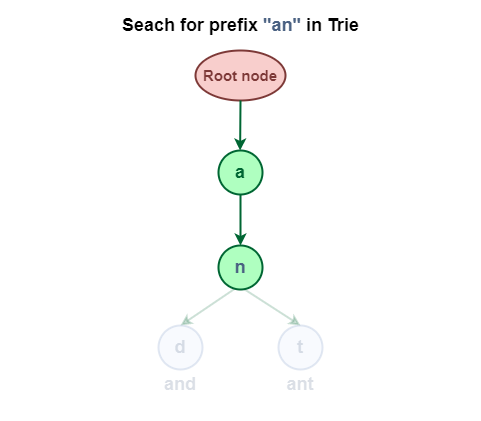 Seach for prefix "an" in Trie
Root node
a
n
d
t
and
ant